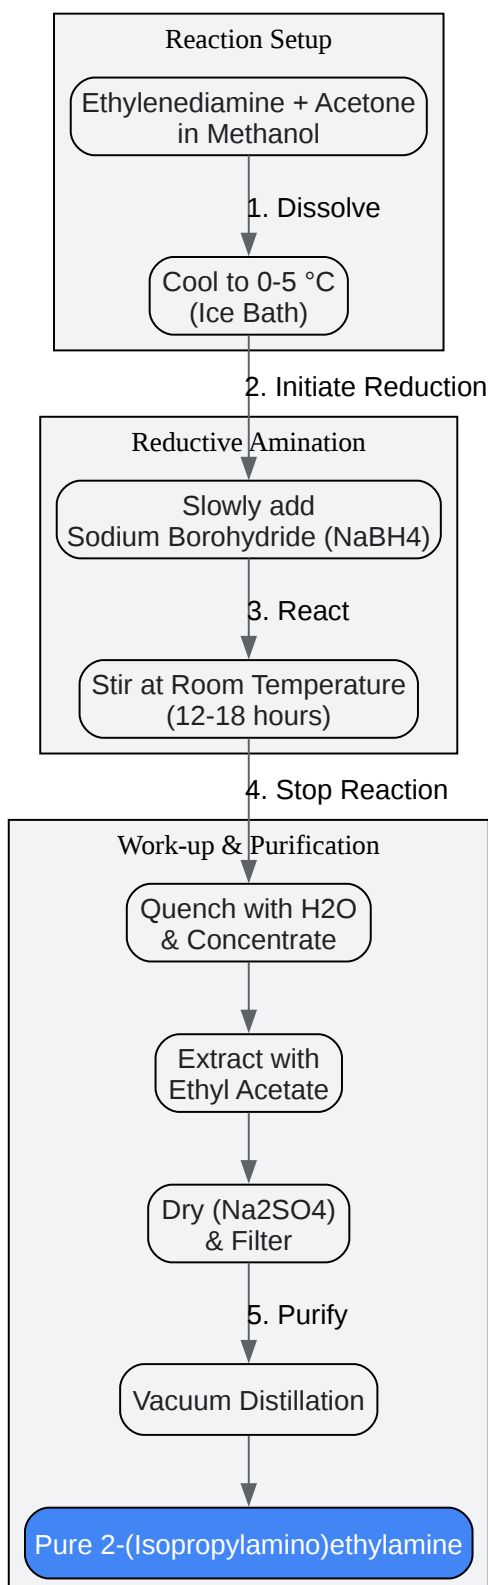 Reaction Setup
Ethylenediamine + Acetone
in Methanol
1. Dissolve
Cool to 0-5 °C
(Ice Bath)
2. Initiate Reduction
Reductive Amination
Slowly add
Sodium Borohydride (NaBH4)
3. React
Stir at Room Temperature
(12-18 hours)
4. Stop Reaction
Work-up & Purification
Quench with H2O
& Concentrate
Extract with
Ethyl Acetate
Dry (Na2SO4)
& Filter
5. Purify
Vacuum Distillation
Pure 2-(Isopropylamino)ethylamine